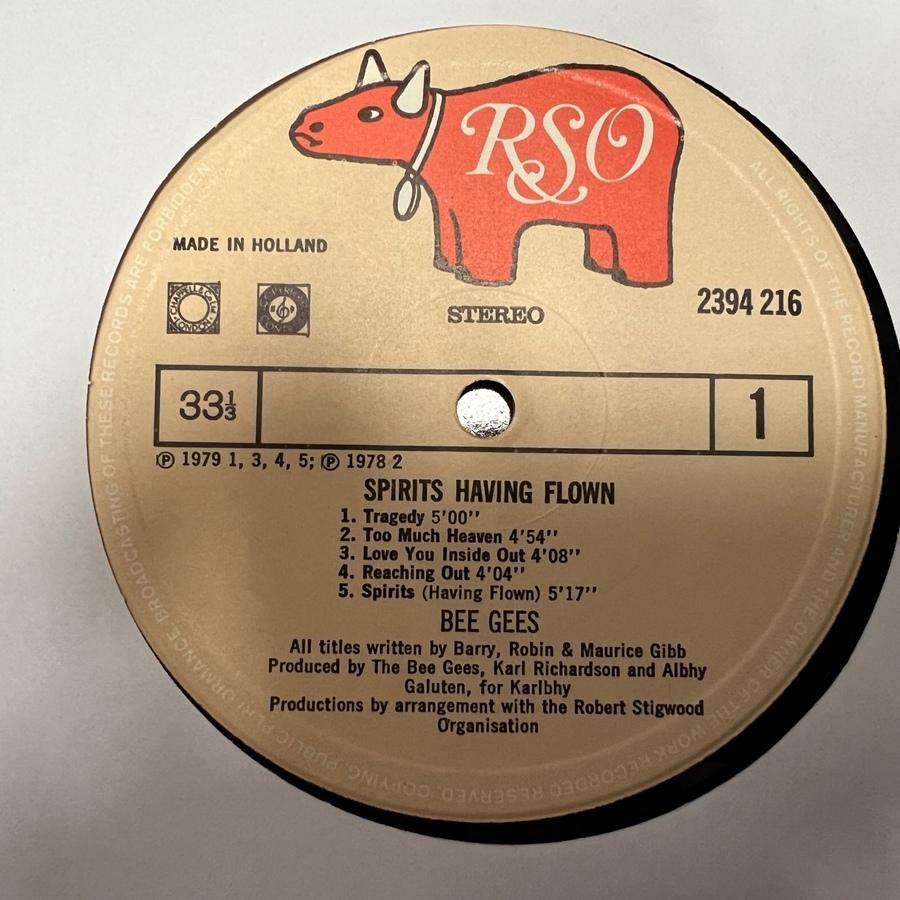 RSO
MADE IN HOLLAND
CHAPPELL & Co Ltd. LONDON
STEREO
2394 216
33⅓
1
Ⓟ 1979 1, 3, 4, 5; Ⓟ 1978 2
SPIRITS HAVING FLOWN
1. Tragedy 5'00''
2. Too Much Heaven 4'54''
3. Love You Inside Out 4'08''
4. Reaching Out 4'04''
5. Spirits (Having Flown) 5'17''
BEE GEES
All titles written by Barry, Robin & Maurice Gibb
Produced by The Bee Gees, Karl Richardson and Albhy
Galuten, for Karlbhy
Productions by arrangement with the Robert Stigwood
Organisation
ALL RIGHTS OF THE RECORD MANUFACTURER AND THE OWNER OF THE WORK RECORDED RESERVED COPYING, PUBLIC PERFORMANCE BROADCASTING OF THESE RECORDS ARE FORBIDDEN